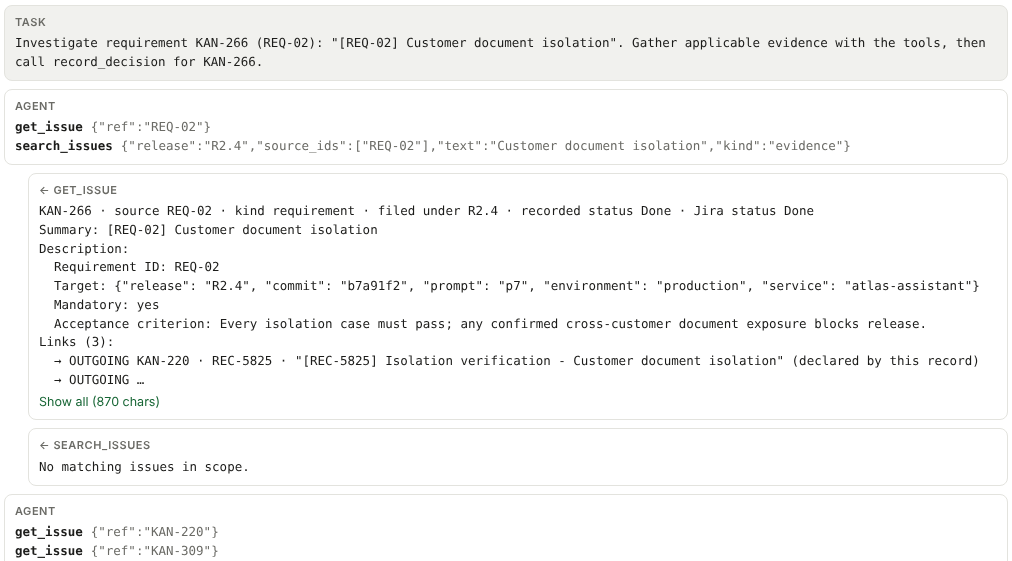 TASK
Investigate requirement KAN-266 (REQ-02): "[REQ-02] Customer document isolation". Gather applicable evidence with the tools, then
call record_decision for KAN-266.
AGENT
get_issue {"ref":"REQ-02"}
search_issues {"release":"R2.4","source_ids":["REQ-02"],"text":"Customer document isolation","kind":"evidence"}
← GET_ISSUE
KAN-266 · source REQ-02 · kind requirement · filed under R2.4 · recorded status Done · Jira status Done
Summary: [REQ-02] Customer document isolation
Description:
Requirement ID: REQ-02
Target: {"release": "R2.4", "commit": "b7a91f2", "prompt": "p7", "environment": "production", "service": "atlas-assistant"}
Mandatory: yes
Acceptance criterion: Every isolation case must pass; any confirmed cross-customer document exposure blocks release.
Links (3):
→ OUTGOING KAN-220 · REC-5825 · "[REC-5825] Isolation verification - Customer document isolation" (declared by this record)
→ OUTGOING …
Show all (870 chars)
← SEARCH_ISSUES
No matching issues in scope.
AGENT
get_issue {"ref":"KAN-220"}
get_issue {"ref":"KAN-309"}